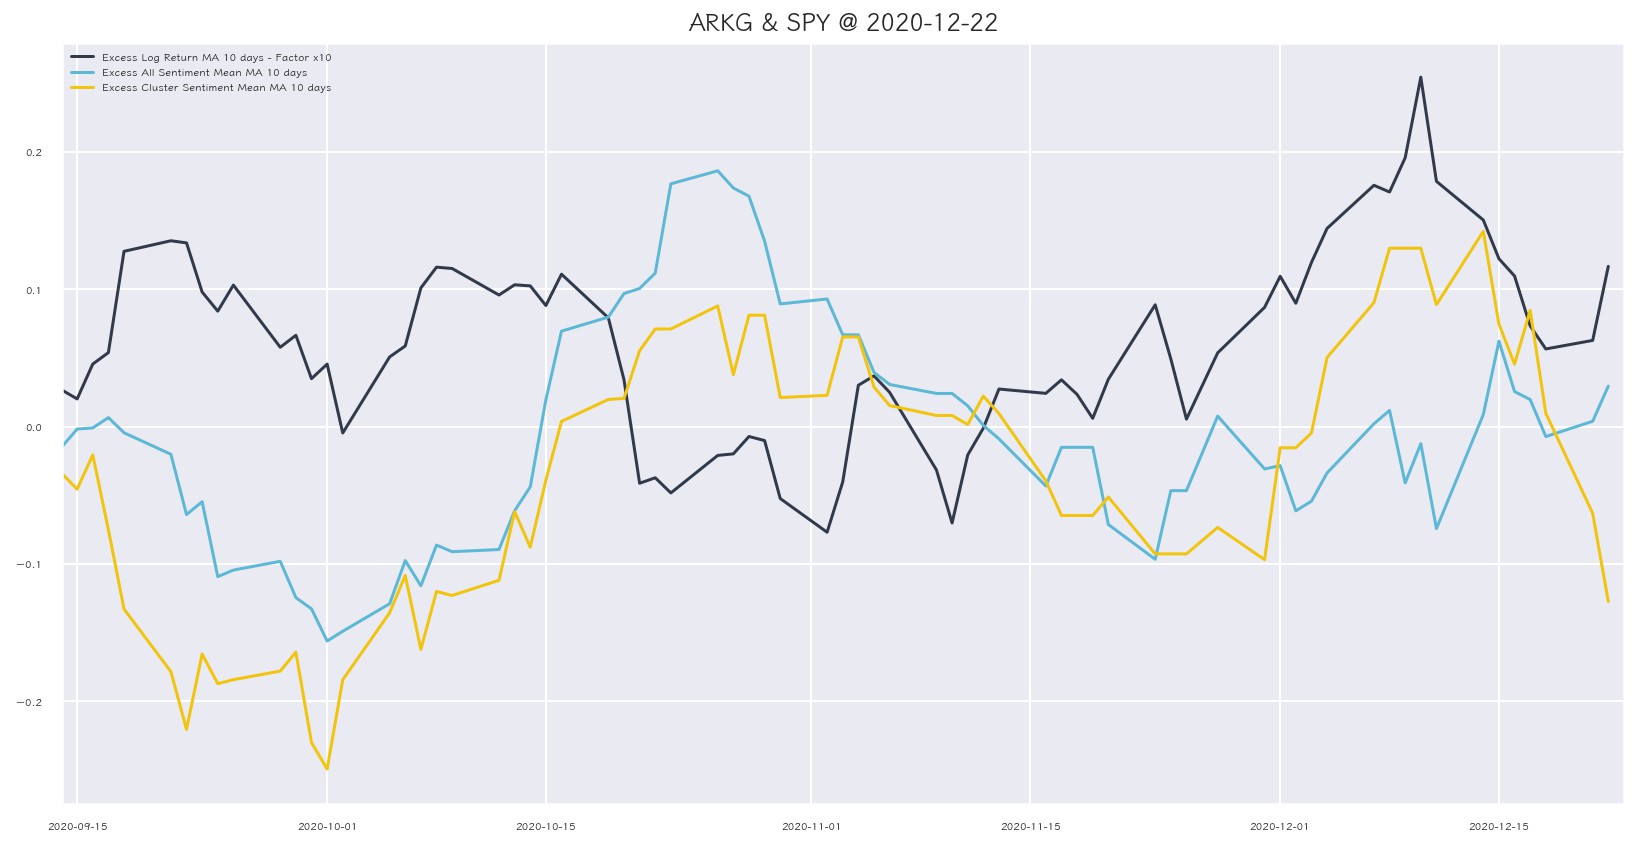 ARKG & SPY @ 2020-12-22
Excess Log Return MA 10 days - Factor x10
Excess All Sentiment Mean MA 10 days
Excess Cluster Sentiment Mean MA 10 days
0.2
0.1
0.0
−0.1
−0.2
2020-09-15 2020-10-01 2020-10-15 2020-11-01 2020-11-15 2020-12-01 2020-12-15